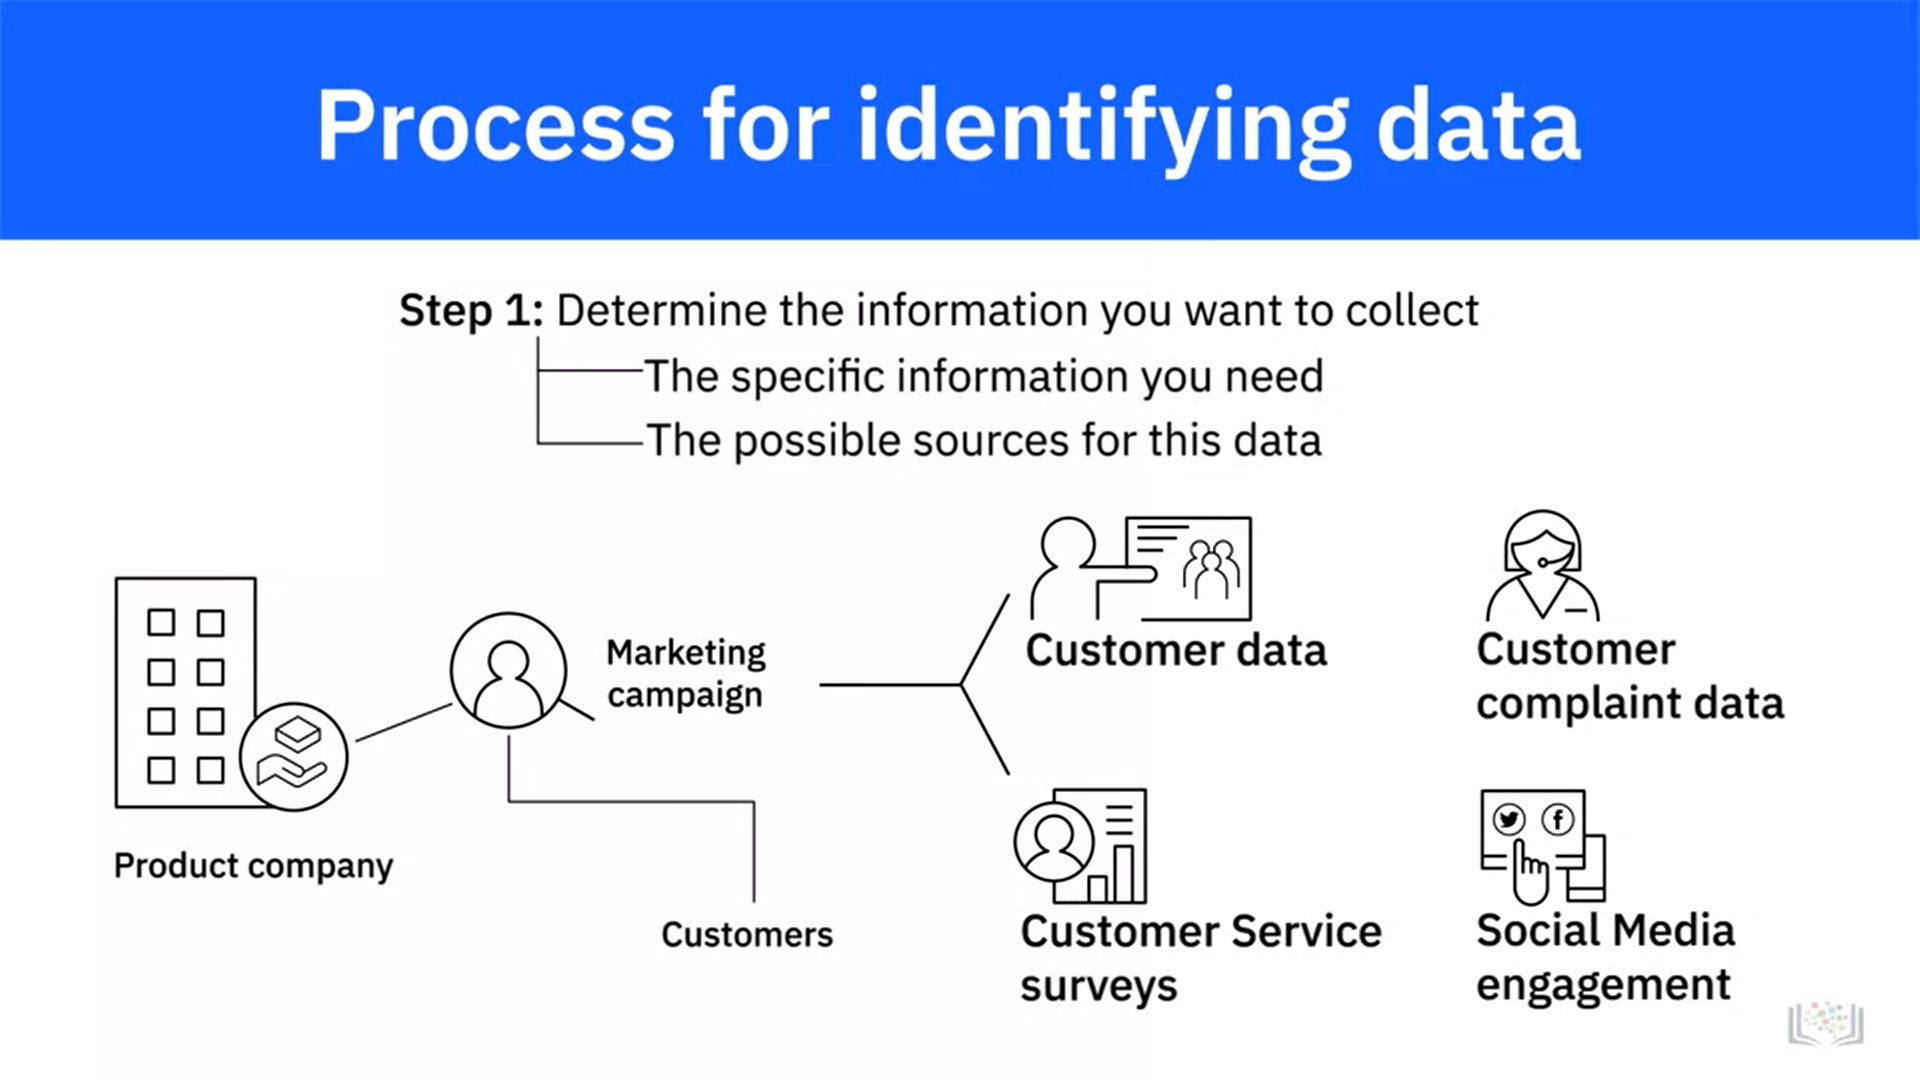 Process for identifying data
Step 1: Determine the information you want to collect
The specific information you need
The possible sources for this data
Product company
Marketing
campaign
Customers
Customer data
Customer
complaint data
Customer Service
surveys
Social Media
engagement